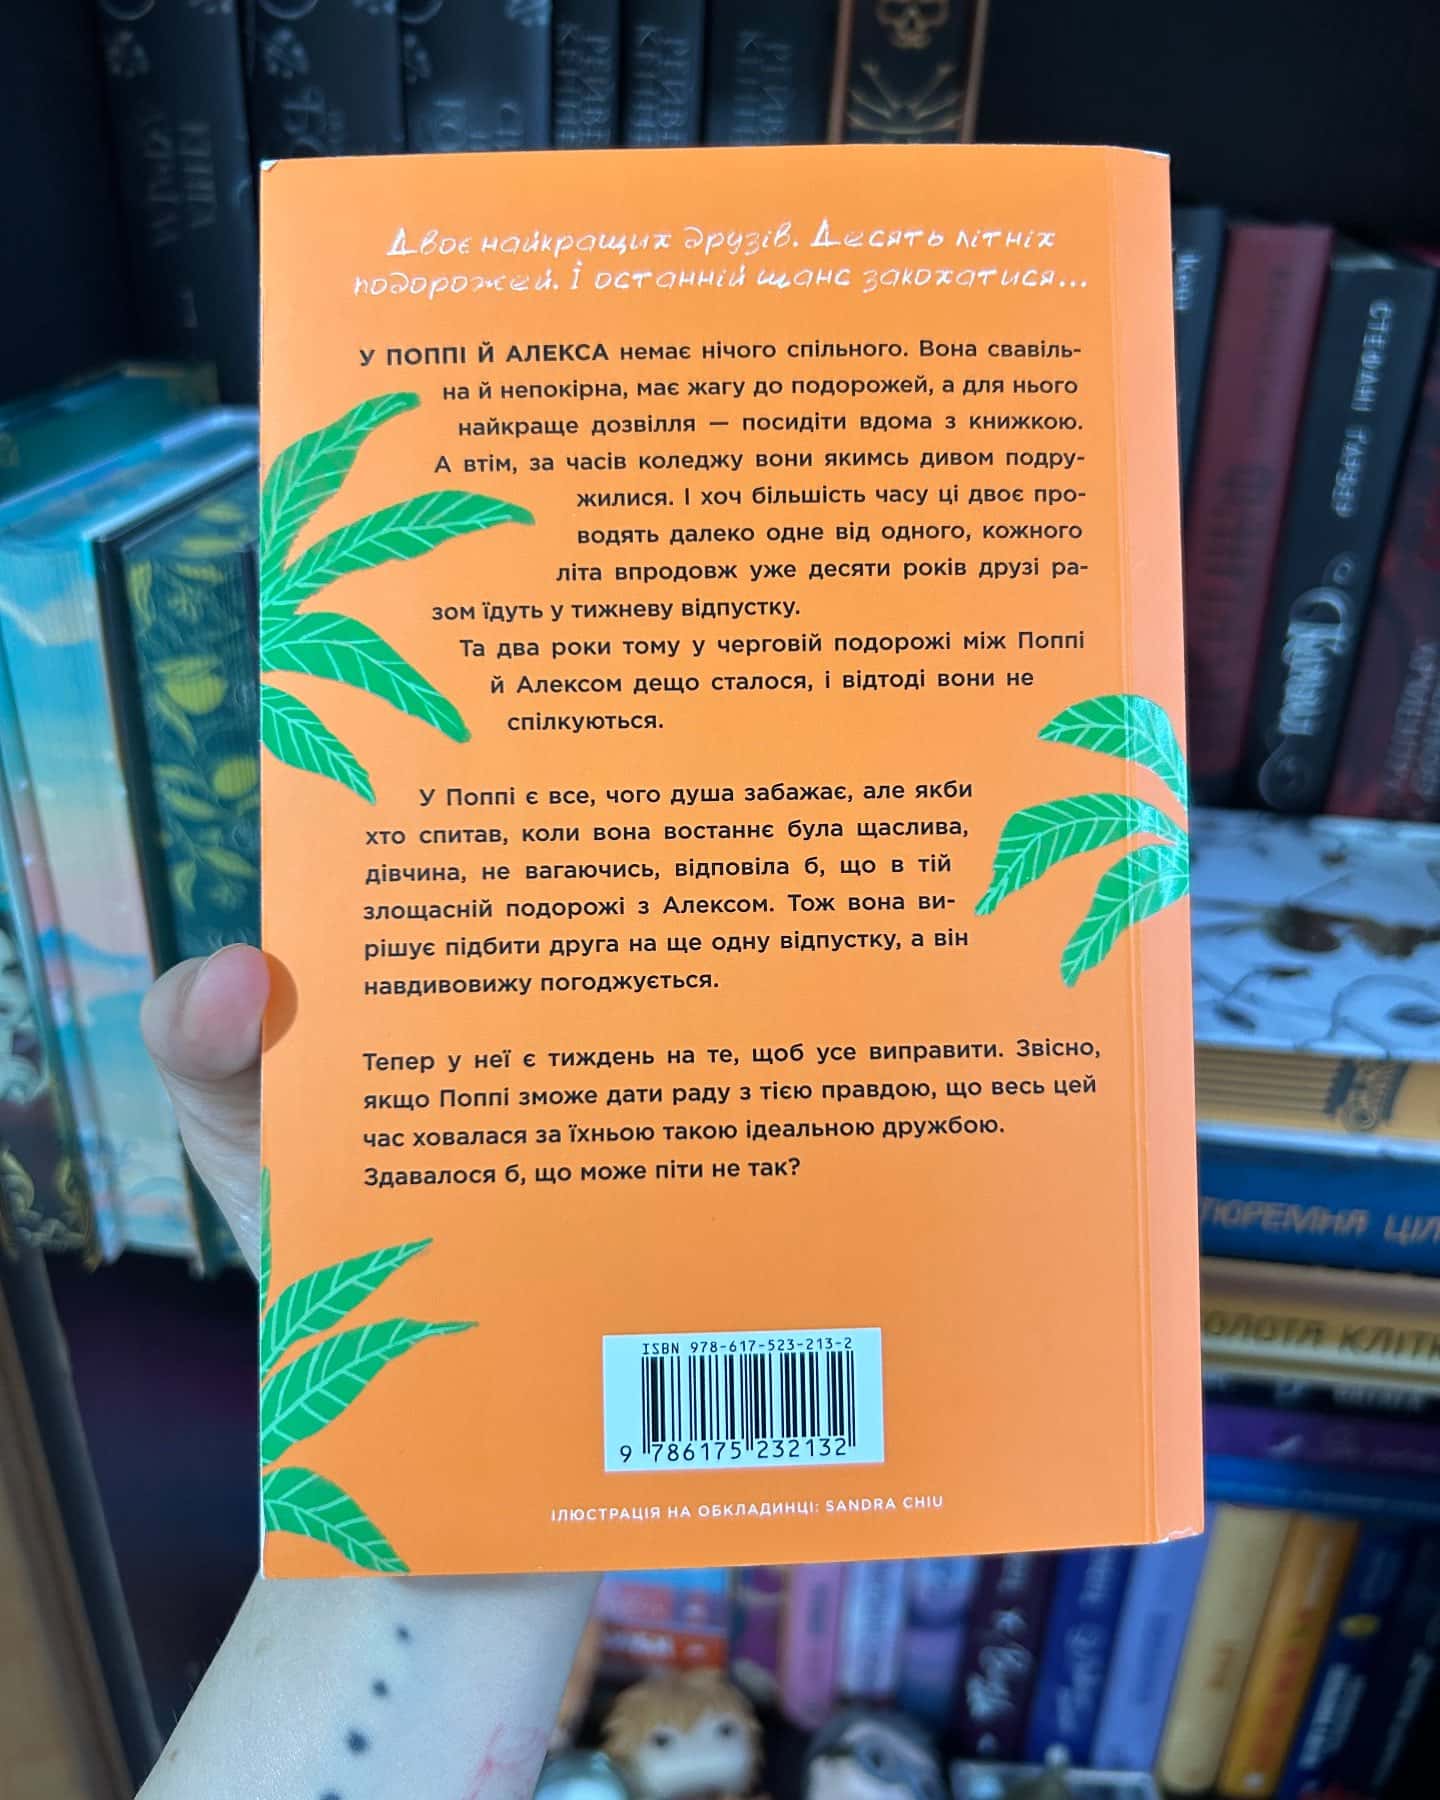 Двоє найкращих друзів. Десять літніх
подорожей. І останній шанс закохатися...
У ПОППІ Й АЛЕКСА немає нічого спільного. Вона свавіль-
на й непокірна, має жагу до подорожей, а для нього
найкраще дозвілля — посидіти вдома з книжкою.
А втім, за часів коледжу вони якимсь дивом подру-
жилися. І хоч більшість часу ці двоє про-
водять далеко одне від одного, кожного
літа впродовж уже десяти років друзі ра-
зом їдуть у тижневу відпустку.
Та два роки тому у черговій подорожі між Поппі
й Алексом дещо сталося, і відтоді вони не
спілкуються.
У Поппі є все, чого душа забажає, але якби
хто спитав, коли вона востаннє була щаслива,
дівчина, не вагаючись, відповіла б, що в тій
злощасній подорожі з Алексом. Тож вона ви-
рішує підбити друга на ще одну відпустку, а він
навдивовижу погоджується.
Тепер у неї є тиждень на те, щоб усе виправити. Звісно,
якщо Поппі зможе дати раду з тією правдою, що весь цей
час ховалася за їхньою такою ідеальною дружбою.
Здавалося б, що може піти не так?
ISBN 978-617-523-213-2
9 786175 232132
ІЛЮСТРАЦІЯ НА ОБКЛАДИНЦІ: SANDRA CHIU
СТЕФАНІ ҐАРБЕР
ТЮРЕМНА ЦІЛ